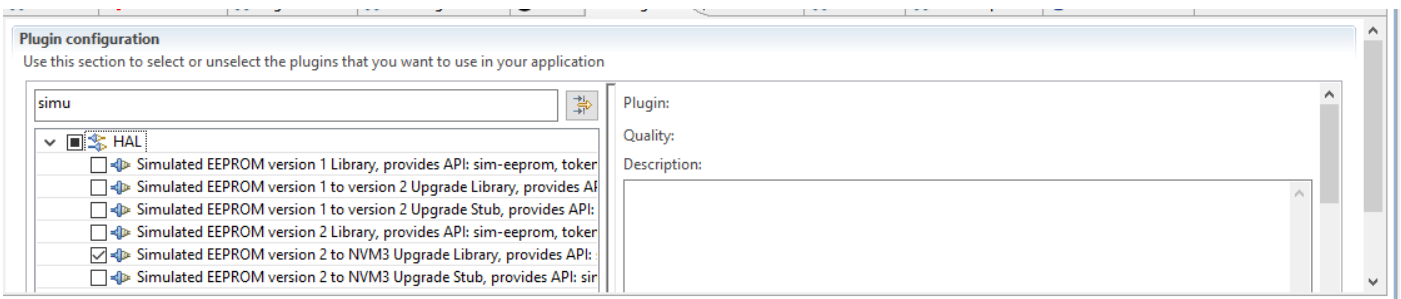 Plugin configuration
Use this section to select or unselect the plugins that you want to use in your application
simu
Plugin:
Quality:
Description:
HAL
Simulated EEPROM version 1 Library, provides API: sim-eeprom, token
Simulated EEPROM version 1 to version 2 Upgrade Library, provides AF
Simulated EEPROM version 1 to version 2 Upgrade Stub, provides API:
Simulated EEPROM version 2 Library, provides API: sim-eeprom, token
Simulated EEPROM version 2 to NVM3 Upgrade Library, provides API:
Simulated EEPROM version 2 to NVM3 Upgrade Stub, provides API: sir